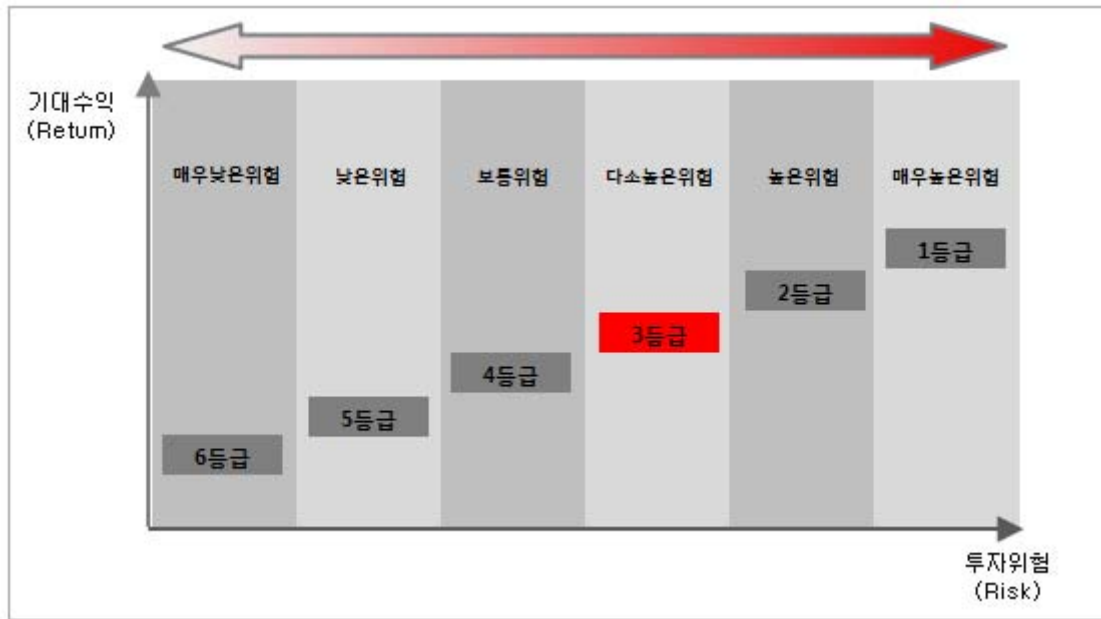 기대수익
(Return)
매우낮은위험 낮은위험 보통위험 다소높은위험 높은위험 매우높은위험
1등급
2등급
3등급
4등급
5등급
6등급
투자위험
(Risk)